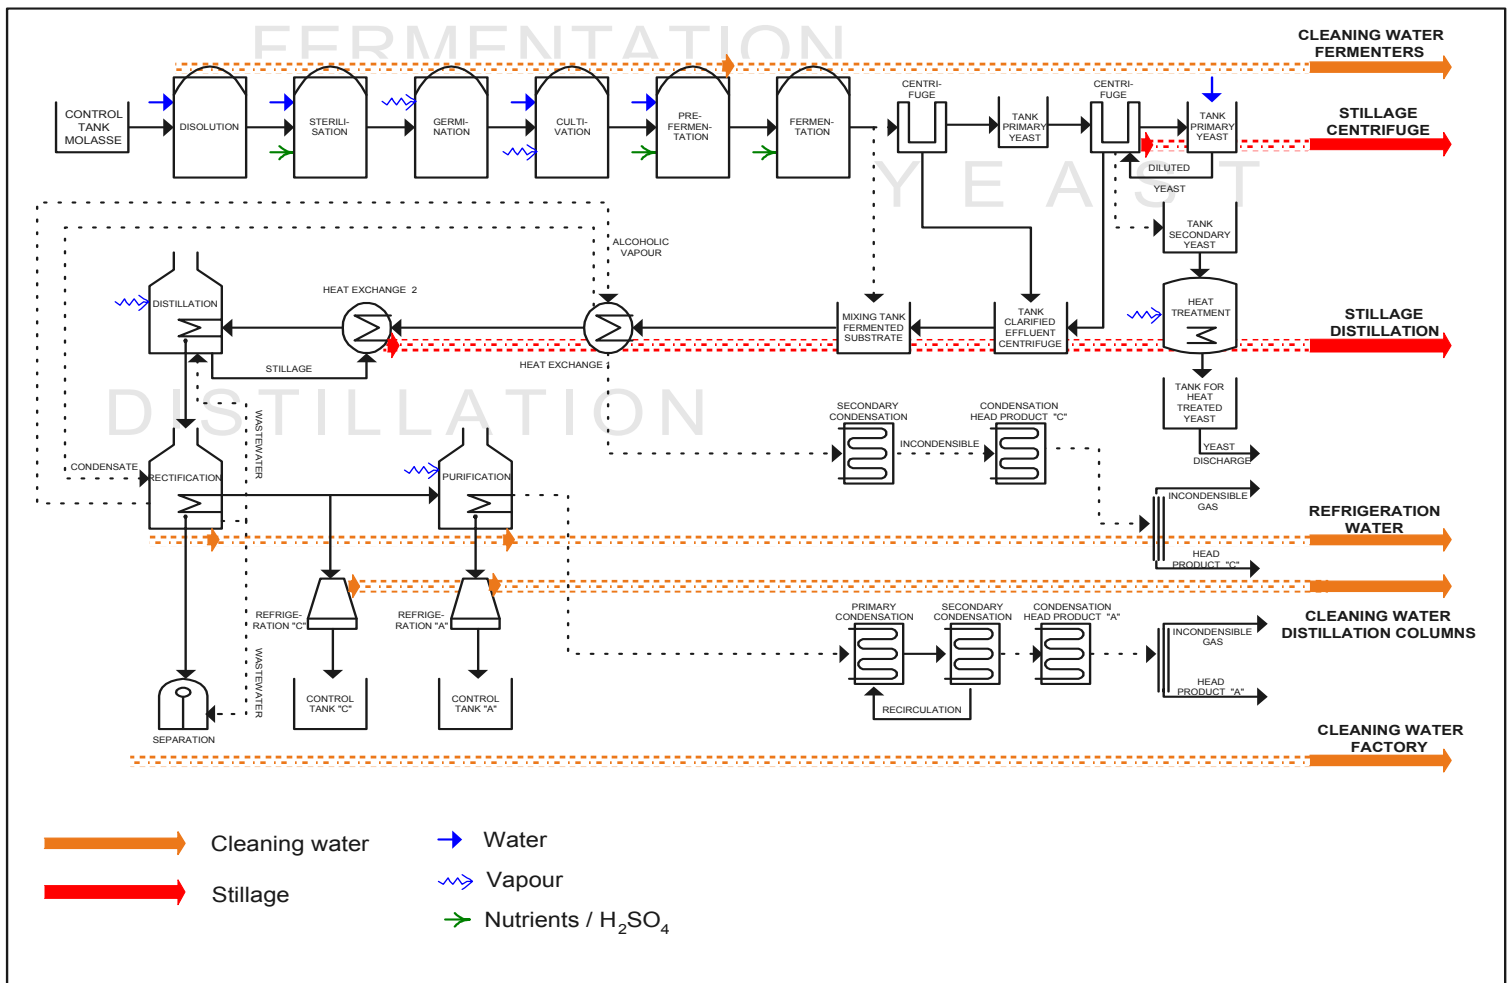 FERMENTATION
CLEANING WATER
FERMENTERS
CONTROL
TANK
MOLASSE
DISOLUTION
STERILI-
SATION
GERMI-
NATION
CULTI-
VATION
PRE-
FERMEN-
TATION
FERMEN-
TATION
CENTRI-
FUGE
TANK
PRIMARY
YEAST
CENTRI-
FUGE
TANK
PRIMARY
YEAST
STILLAGE
CENTRIFUGE
DILUTED
YEAST
YEAST
TANK
SECONDARY
YEAST
ALCOHOLIC
VAPOUR
DISTILLATION
HEAT EXCHANGE 2
HEAT EXCHANGE 1
MIXING TANK
FERMENTED
SUBSTRATE
TANK
CLARIFIED
EFFLUENT
CENTRIFUGE
HEAT
TREATMENT
STILLAGE
DISTILLATION
STILLAGE
DISTILLATION
TANK FOR
HEAT
TREATED
YEAST
YEAST
DISCHARGE
SECONDARY
CONDENSATION
INCONDENSIBLE
CONDENSATION
HEAD PRODUCT "C"
WASTEWATER
CONDENSATE
RECTIFICATION
PURIFICATION
INCONDENSIBLE
GAS
HEAD
PRODUCT "C"
REFRIGERATION
WATER
REFRIGE-
RATION"C"
REFRIGE-
RATION"A"
PRIMARY
CONDENSATION
SECONDARY
CONDENSATION
CONDENSATION
HEAD PRODUCT "A"
RECIRCULATION
INCONDENSIBLE
GAS
HEAD
PRODUCT "A"
CLEANING WATER
DISTILLATION COLUMNS
WASTEWATER
SEPARATION
CONTROL
TANK "C"
CONTROL
TANK "A"
CLEANING WATER
FACTORY
Cleaning water
Stillage
Water
Vapour
Nutrients / H2SO4